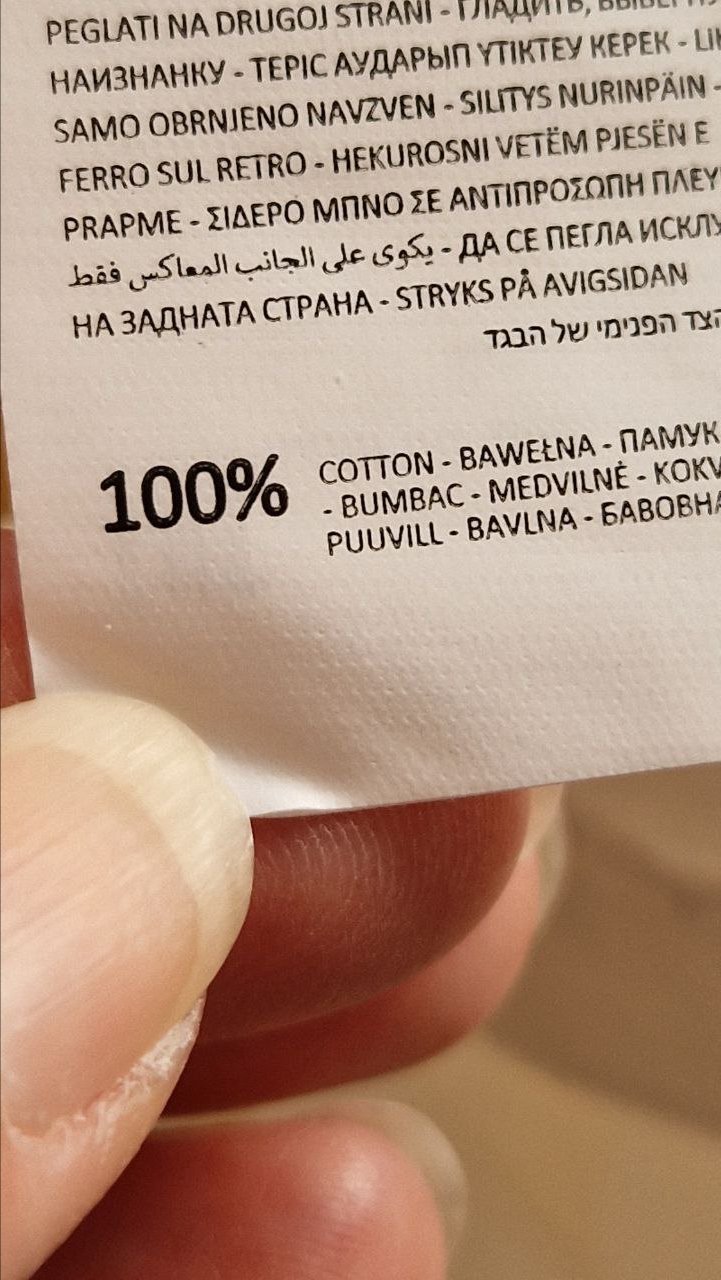 PEGLATI NA DRUGOJ STRANI - ГЛАДИТЬ,
НАИЗНАНКУ - ТЕРІС АУДАРЫП ҮТІКТЕУ КЕРЕК -
SAMO OBRNJENO NAVZVEN - SILITYS NURINPÄIN -
FERRO SUL RETRO - HEKUROSNI VETËM PJESËN E
PRAPME - ΣΙΔΕΡΟ ΜΠΝΟ ΣΕ ΑΝΤΙΠΡΟΣΩΠΗ
يكوى على الجانب المعاكس فقط - ДА СЕ ПЕГЛА
НА ЗАДНАТА СТРАНА - STRYKS PÅ AVIGSIDAN
הצד הפנימי של הבגד
100% COTTON - BAWEŁNA - ПАМУК
- BUMBAC - MEDVILNĖ -
PUUVILL - BAVLNA -